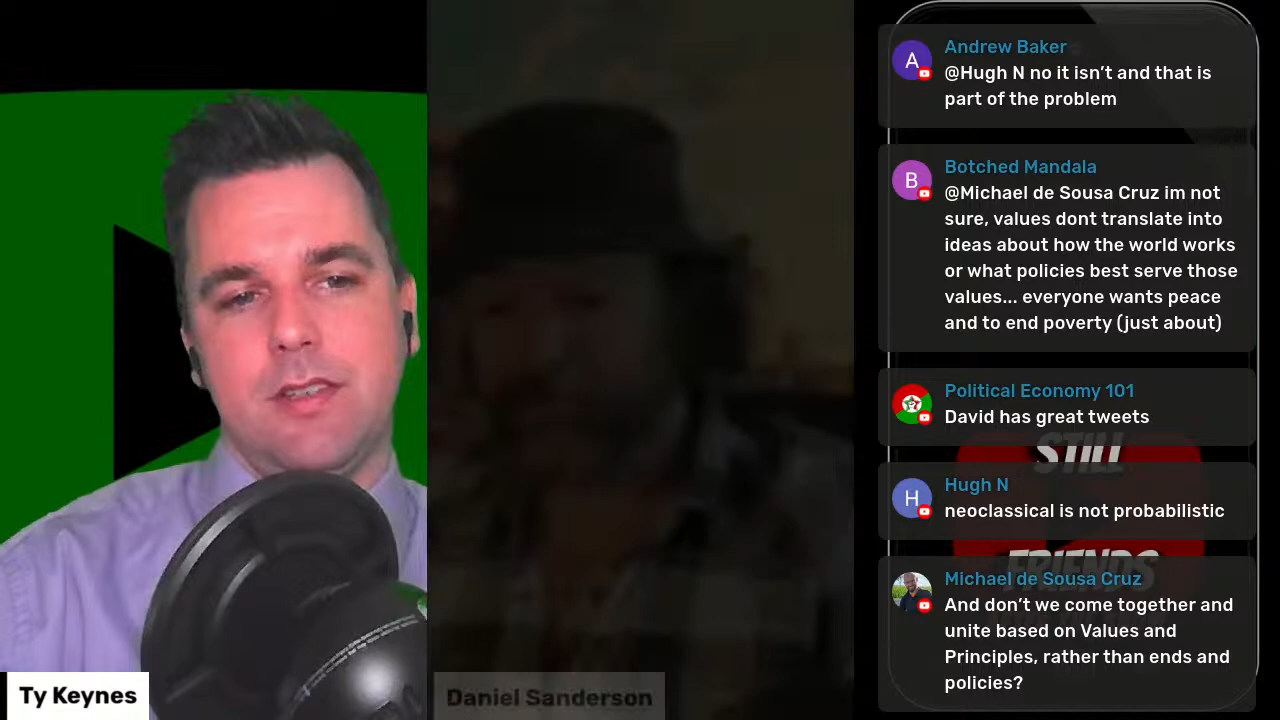 Ty Keynes
Daniel Sanderson
A
Andrew Baker
@Hugh N no it isn’t and that is
part of the problem
B
Botched Mandala
@Michael de Sousa Cruz im not
sure, values dont translate into
ideas about how the world works
or what policies best serve those
values... everyone wants peace
and to end poverty (just about)
Political Economy 101
David has great tweets
STILL
H
Hugh N
neoclassical is not probabilistic
FRIENDS
Michael de Sousa Cruz
And don’t we come together and
unite based on Values and
Principles, rather than ends and
policies?